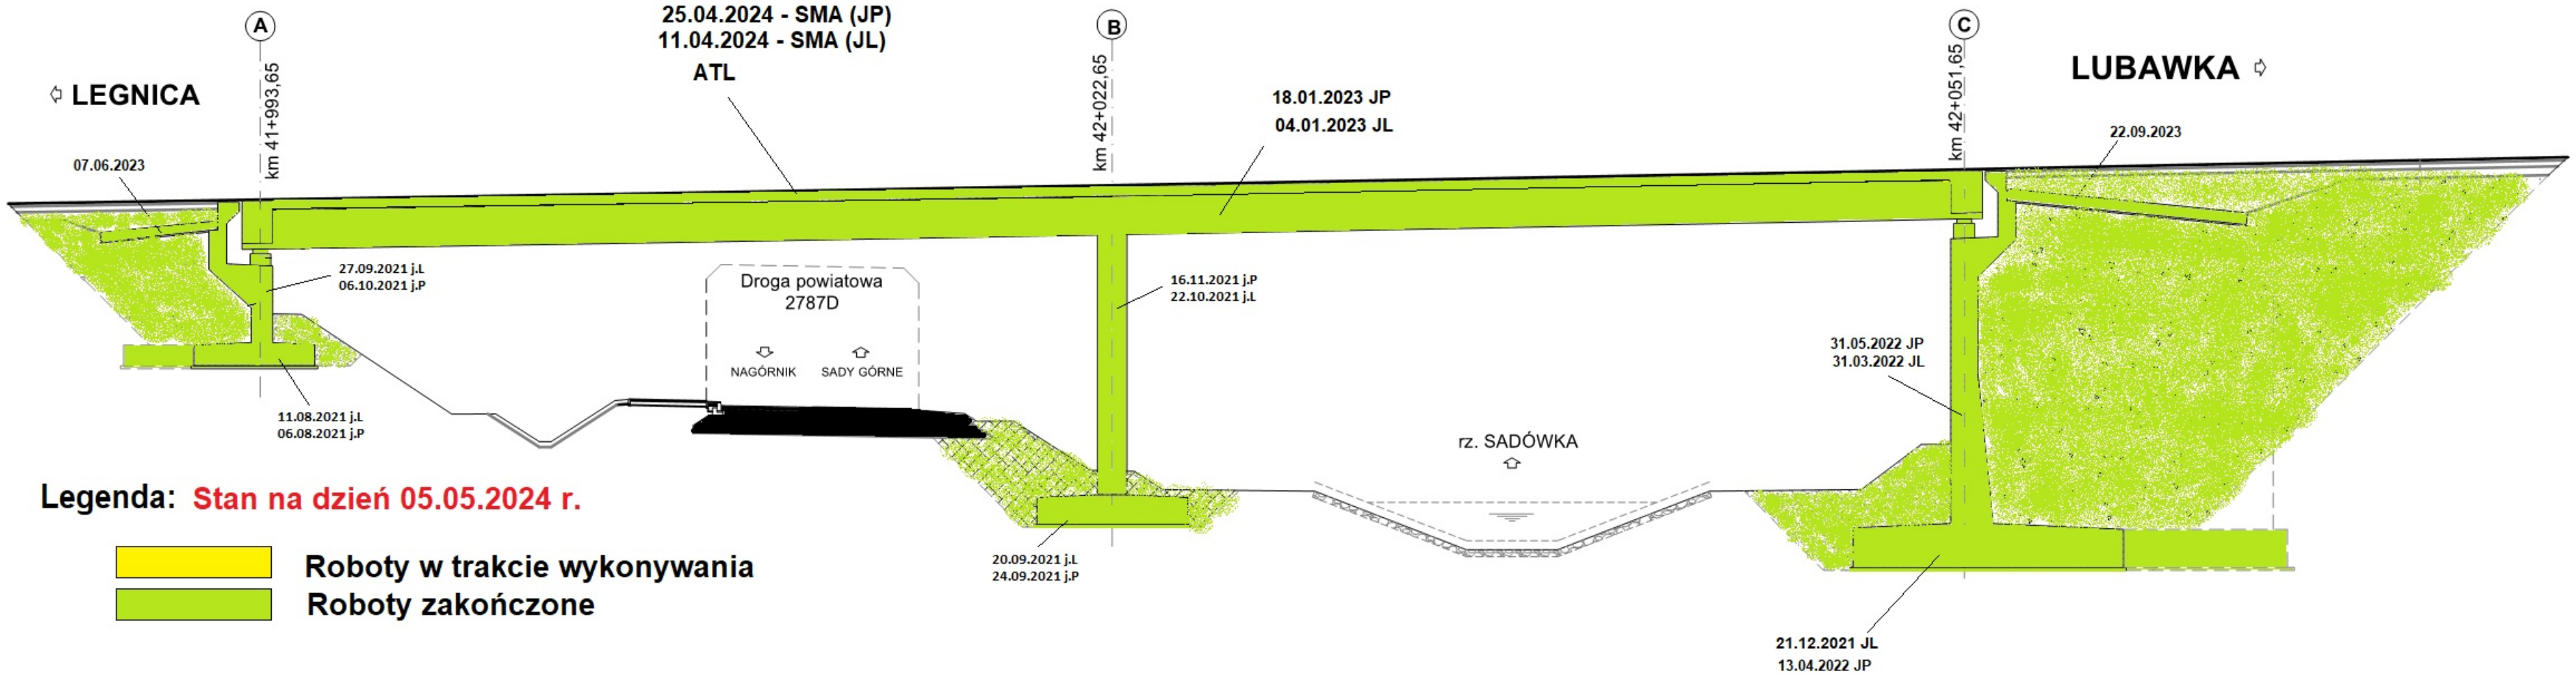 A
B
C
25.04.2024 - SMA (JP)
11.04.2024 - SMA (JL)
ATL
LEGNICA
LUBAWKA
km 41+993,65
km 42+022,65
km 42+051,65
18.01.2023 JP
04.01.2023 JL
07.06.2023
22.09.2023
27.09.2021 j.L
06.10.2021 j.P
Droga powiatowa
2787D
NAGÓRNIK SADY GÓRNE
16.11.2021 j.P
22.10.2021 j.L
31.05.2022 JP
31.03.2022 JL
11.08.2021 j.L
06.08.2021 j.P
rz. SADÓWKA
Legenda: Stan na dzień 05.05.2024 r.
Roboty w trakcie wykonywania
Roboty zakończone
20.09.2021 j.L
24.09.2021 j.P
21.12.2021 JL
13.04.2022 JP